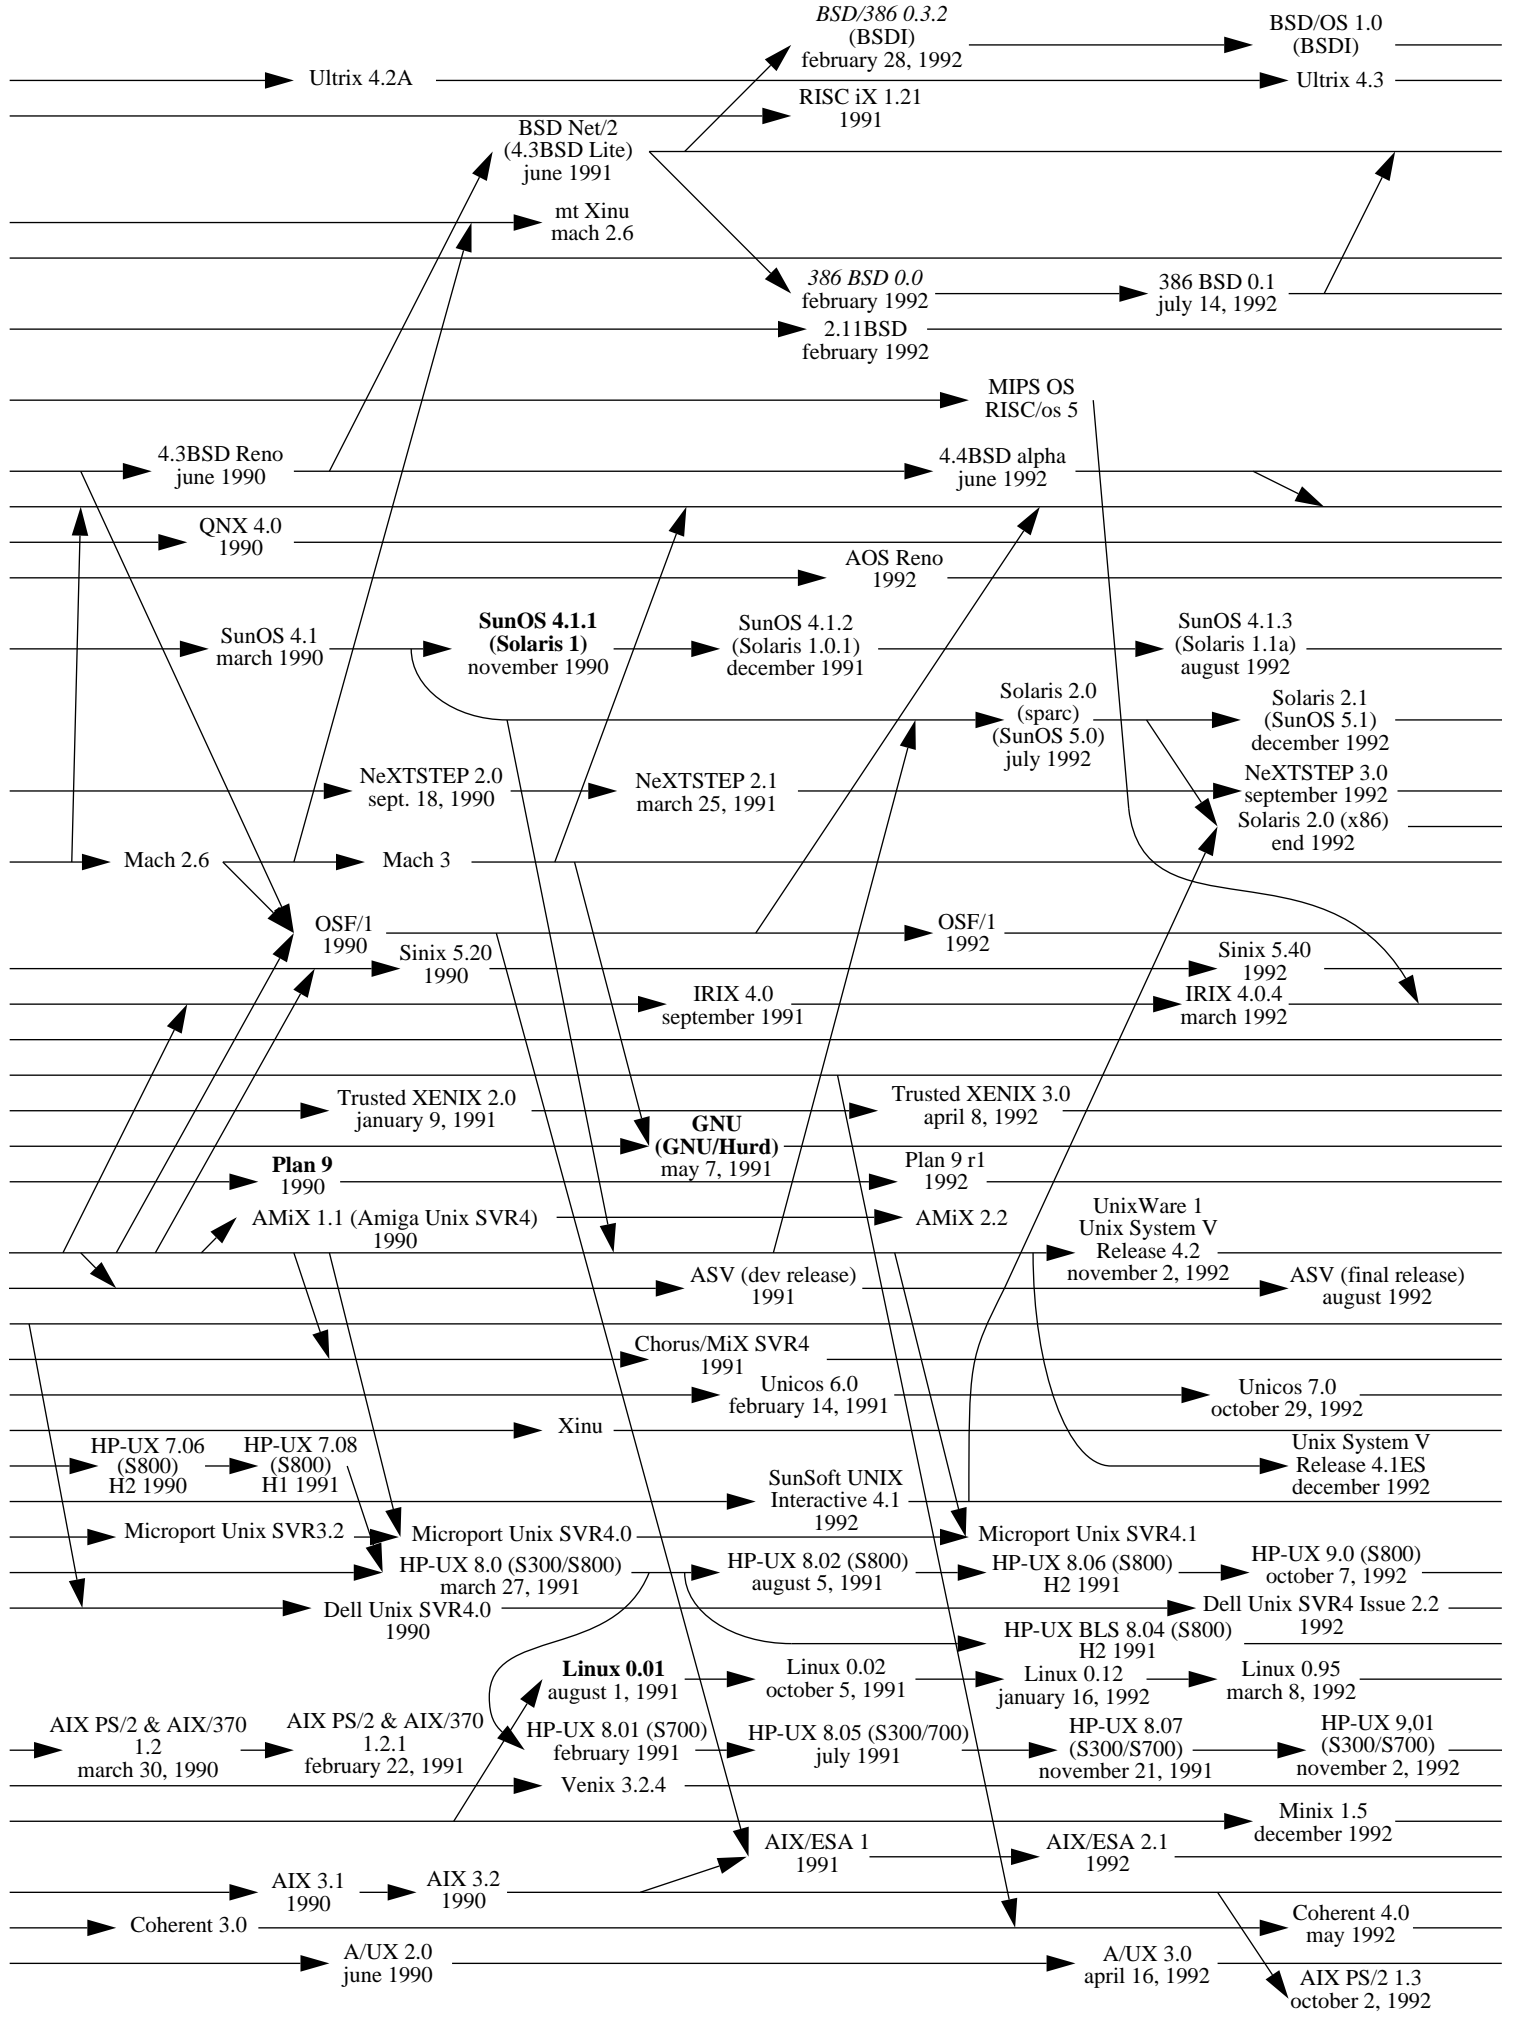 BSD/386 0.3.2
(BSDI)
february 28, 1992
BSD/OS 1.0
(BSDI)
Ultrix 4.2A
Ultrix 4.3
RISC iX 1.21
1991
BSD Net/2
(4.3BSD Lite)
june 1991
mt Xinu
mach 2.6
386 BSD 0.0
february 1992
386 BSD 0.1
july 14, 1992
2.11BSD
february 1992
MIPS OS
RISC/os 5
4.3BSD Reno
june 1990
4.4BSD alpha
june 1992
QNX 4.0
1990
AOS Reno
1992
SunOS 4.1
march 1990
SunOS 4.1.1
(Solaris 1)
november 1990
SunOS 4.1.2
(Solaris 1.0.1)
december 1991
SunOS 4.1.3
(Solaris 1.1a)
august 1992
Solaris 2.0
(sparc)
(SunOS 5.0)
july 1992
Solaris 2.1
(SunOS 5.1)
december 1992
NeXTSTEP 2.0
sept. 18, 1990
NeXTSTEP 2.1
march 25, 1991
NeXTSTEP 3.0
september 1992
Solaris 2.0 (x86)
end 1992
Mach 2.6
Mach 3
OSF/1
1990
OSF/1
1992
Sinix 5.20
1990
Sinix 5.40
1992
IRIX 4.0
september 1991
IRIX 4.0.4
march 1992
Trusted XENIX 2.0
january 9, 1991
Trusted XENIX 3.0
april 8, 1992
GNU
(GNU/Hurd)
may 7, 1991
Plan 9
1990
Plan 9 r1
1992
AMiX 1.1 (Amiga Unix SVR4)
1990
AMiX 2.2
UnixWare 1
Unix System V
Release 4.2
november 2, 1992
ASV (dev release)
1991
ASV (final release)
august 1992
Chorus/MiX SVR4
1991
Unicos 6.0
february 14, 1991
Unicos 7.0
october 29, 1992
Xinu
HP-UX 7.06
(S800)
H2 1990
HP-UX 7.08
(S800)
H1 1991
Unix System V
Release 4.1ES
december 1992
SunSoft UNIX
Interactive 4.1
1992
Microport Unix SVR3.2
Microport Unix SVR4.0
Microport Unix SVR4.1
HP-UX 8.0 (S300/S800)
march 27, 1991
HP-UX 8.02 (S800)
august 5, 1991
HP-UX 8.06 (S800)
H2 1991
HP-UX 9.0 (S800)
october 7, 1992
Dell Unix SVR4.0
1990
Dell Unix SVR4 Issue 2.2
1992
HP-UX BLS 8.04 (S800)
H2 1991
Linux 0.01
august 1, 1991
Linux 0.02
october 5, 1991
Linux 0.12
january 16, 1992
Linux 0.95
march 8, 1992
AIX PS/2 & AIX/370
1.2
march 30, 1990
AIX PS/2 & AIX/370
1.2.1
february 22, 1991
HP-UX 8.01 (S700)
february 1991
HP-UX 8.05 (S300/700)
july 1991
HP-UX 8.07
(S300/S700)
november 21, 1991
HP-UX 9,01
(S300/S700)
november 2, 1992
Venix 3.2.4
Minix 1.5
december 1992
AIX/ESA 1
1991
AIX/ESA 2.1
1992
AIX 3.1
1990
AIX 3.2
1990
Coherent 3.0
Coherent 4.0
may 1992
A/UX 2.0
june 1990
A/UX 3.0
april 16, 1992
AIX PS/2 1.3
october 2, 1992